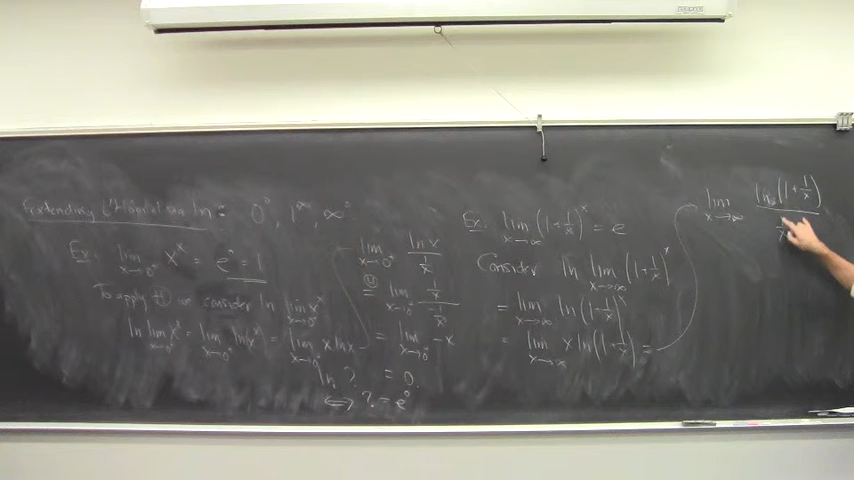 Extending L'Hôpital via ln: 0⁰, 1^∞, ∞⁰
Ex: lim x→0⁺ x^x = e⁰ = 1
To apply Ⓗ we consider ln lim x→0⁺ x^x
ln lim x→0⁺ x^x = lim x→0⁺ ln(x^x) = lim x→0⁺ x ln x
lim x→0⁺ ln x / (1/x)
Ⓗ = lim x→0⁺ (1/x) / (-1/x²)
= lim x→0⁺ -x
ln ? = 0.
⟺ ? = e⁰
Ex: lim x→∞ (1+1/x)^x = e
Consider ln lim x→∞ (1+1/x)^x
= lim x→∞ ln(1+1/x)^x
= lim x→∞ x ln(1+1/x) =
lim x→∞ ln(1+1/x) / (1/x)